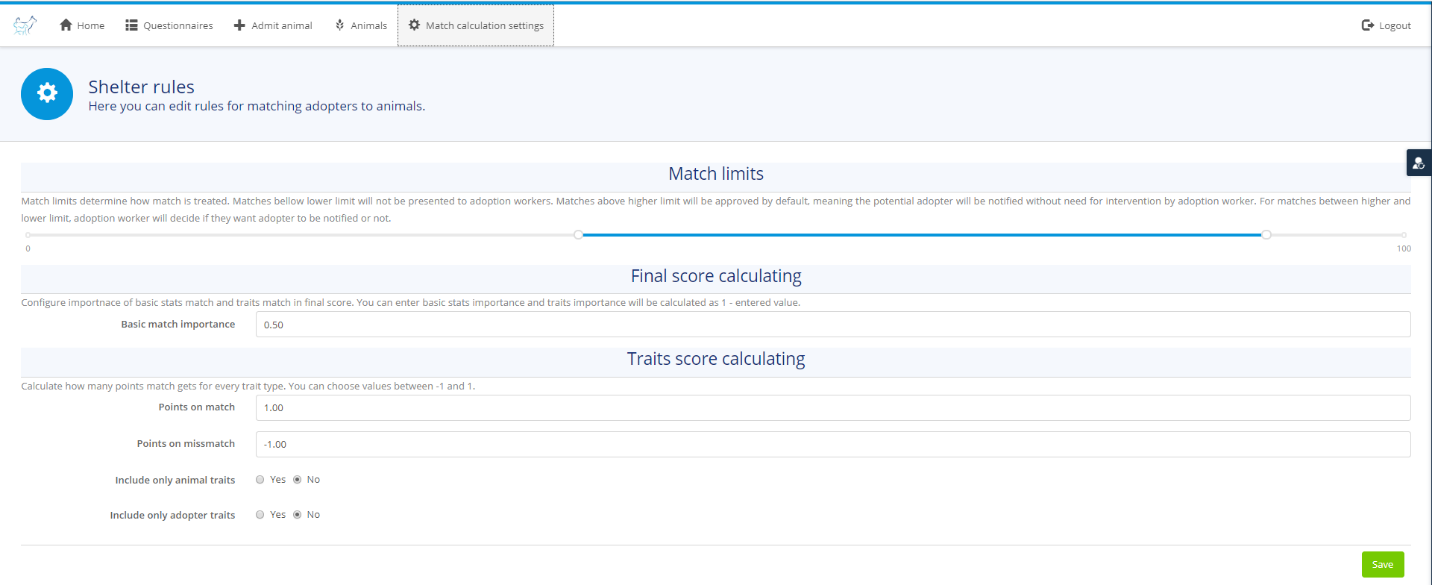 Home Questionnaires Admit animal Animals Match calculation settings Logout
Shelter rules
Here you can edit rules for matching adopters to animals.
Match limits
Match limits determine how match is treated. Matches bellow lower limit will not be presented to adoption workers. Matches above higher limit will be approved by default, meaning the potential adopter will be notified without need for intervention by adoption worker. For matches between higher and
lower limit, adoption worker will decide if they want adopter to be notified or not.
0 100
Final score calculating
Configure importnace of basic stats match and traits match in final score. You can enter basic stats importance and traits importance will be calculated as 1 - entered value.
Basic match importance 0.50
Traits score calculating
Calculate how many points match gets for every trait type. You can choose values between -1 and 1.
Points on match 1.00
Points on missmatch -1.00
Include only animal traits Yes No
Include only adopter traits Yes No
Save